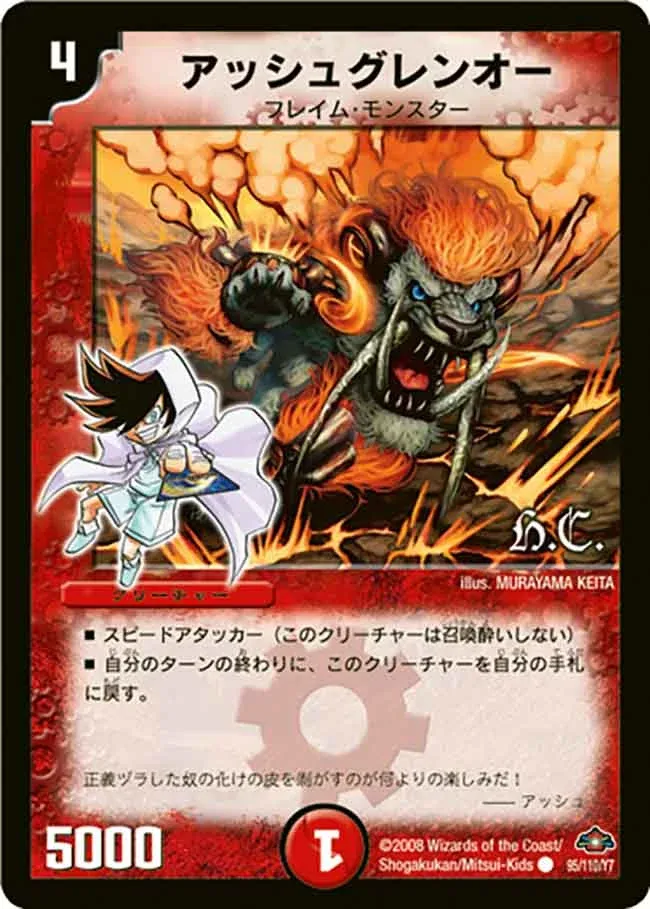 4
アッシュグレンオー
フレイム・モンスター
H.C.
illus. MURAYAMA KEITA
クリーチャー
■ スピードアタッカー（このクリーチャーは召喚酔いしない）
■ 自分のターンの終わりに、このクリーチャーを自分の手札
に戻す。
正義ヅラした奴の化けの皮を剥がすのが何よりの楽しみだ！
—— アッシュ
5000
1
©2008 Wizards of the Coast/
Shogakukan/Mitsui-Kids
95/110/Y7